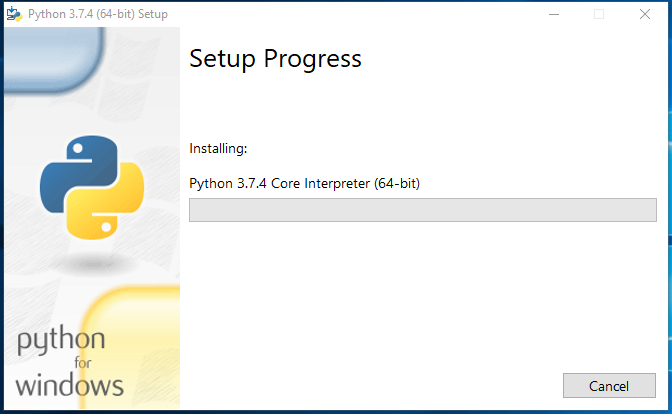 Python 3.7.4 (64-bit) Setup
Setup Progress
Installing:
Python 3.7.4 Core Interpreter (64-bit)
python
for
windows
Cancel